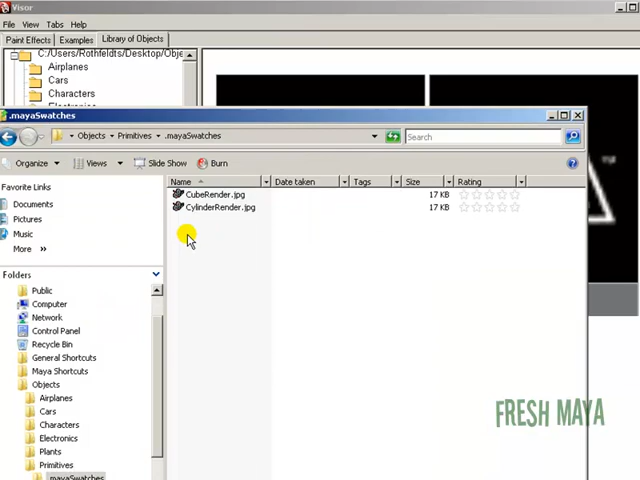 Visor
File View Tabs Help
Paint Effects Examples Library of Objects
C:/Users/Rothfeldts/Desktop/Obje
Airplanes
Cars
Characters
Electronics
.mayaSwatches
Objects Primitives .mayaSwatches Search
Organize Views Slide Show Burn
Favorite Links
Documents
Pictures
Music
More »
Folders
Public
Computer
Network
Control Panel
Recycle Bin
General Shortcuts
Maya Shortcuts
Objects
Airplanes
Cars
Characters
Electronics
Plants
Primitives
.mayaSwatches
Name Date taken Tags Size Rating
CubeRender.jpg 17 KB
CylinderRender.jpg 17 KB
TM
FRESH MAYA